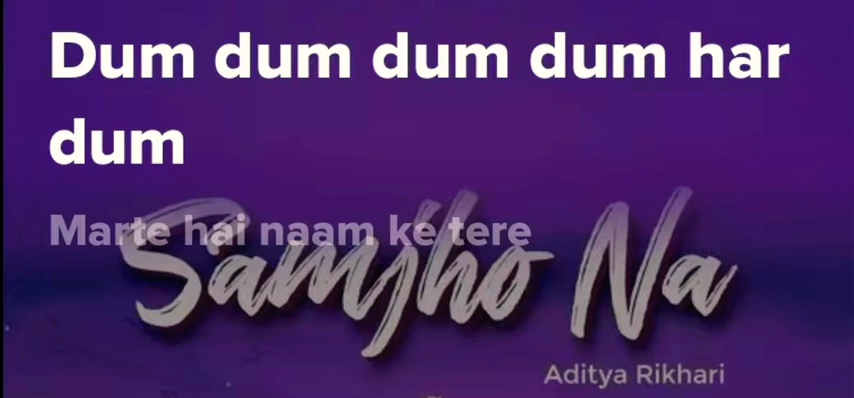 Dum dum dum dum har
dum
Marte hai naam ke tere
Samjho Na
Aditya Rikhari